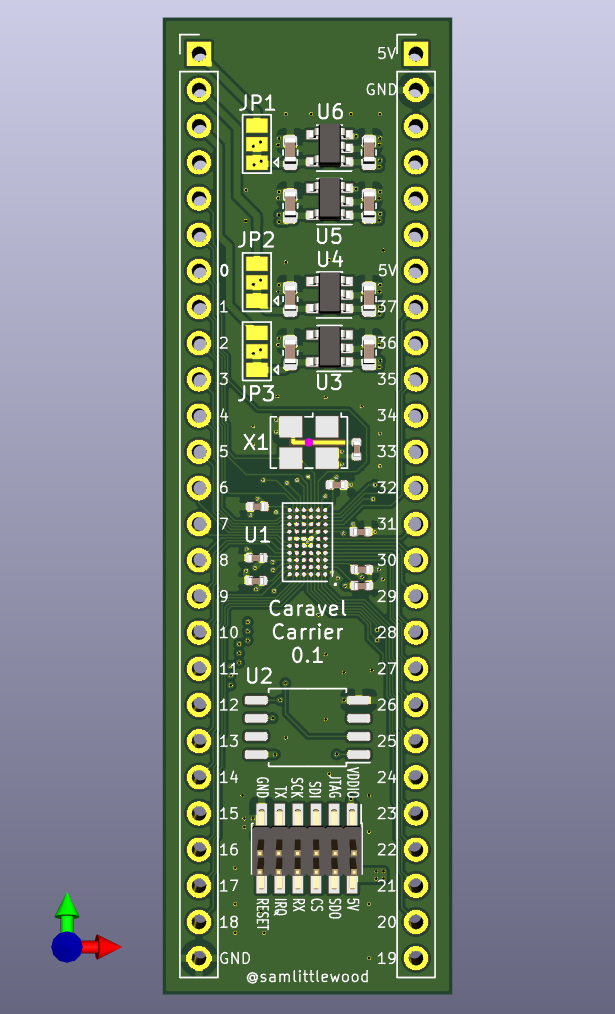 5V
GND
JP1
U6
U5
JP2
U4
0
5V
1
37
2
36
U3
3
35
JP3
4
34
X1
5
33
6
32
7
31
U1
8
30
9
29
Caravel
Carrier
0.1
10
28
11
27
U2
12
26
13
25
14
24
GND TX SCK SDI JTAG VDDIO
15
23
16
22
17
21
RESET IRQ RX CS SDO 5V
18
20
GND
19
@samlittlewood